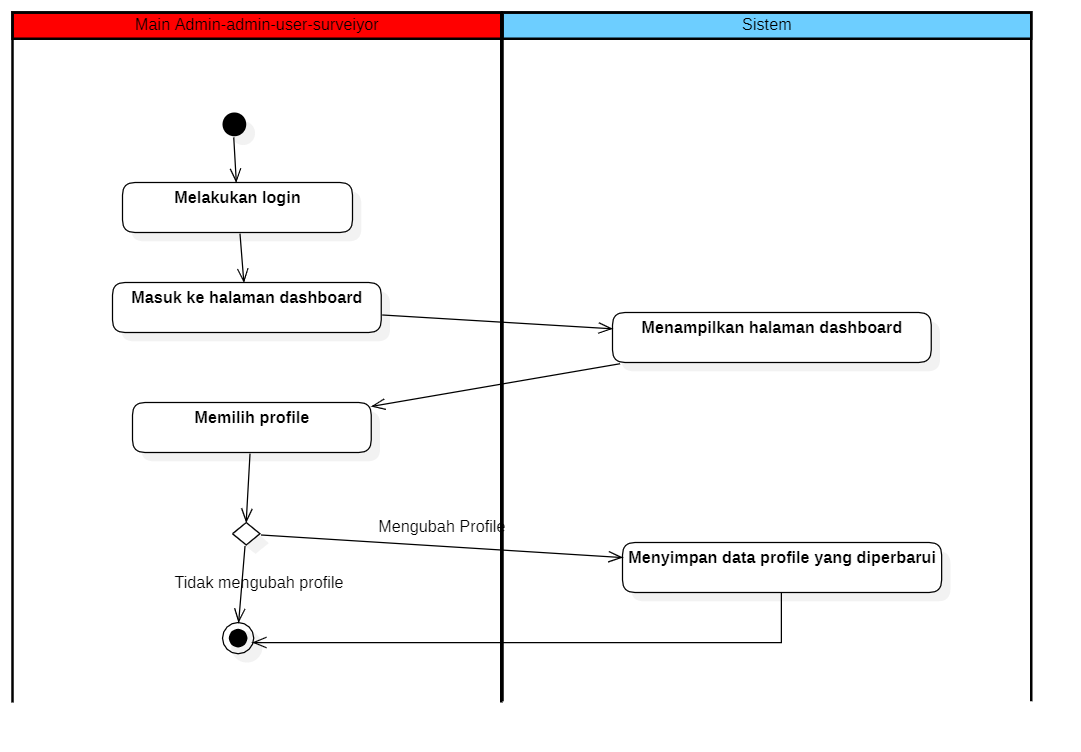 Main Admin-admin-user-surveiyor
Sistem
Melakukan login
Masuk ke halaman dashboard
Menampilkan halaman dashboard
Memilih profile
Mengubah Profile
Menyimpan data profile yang diperbarui
Tidak mengubah profile